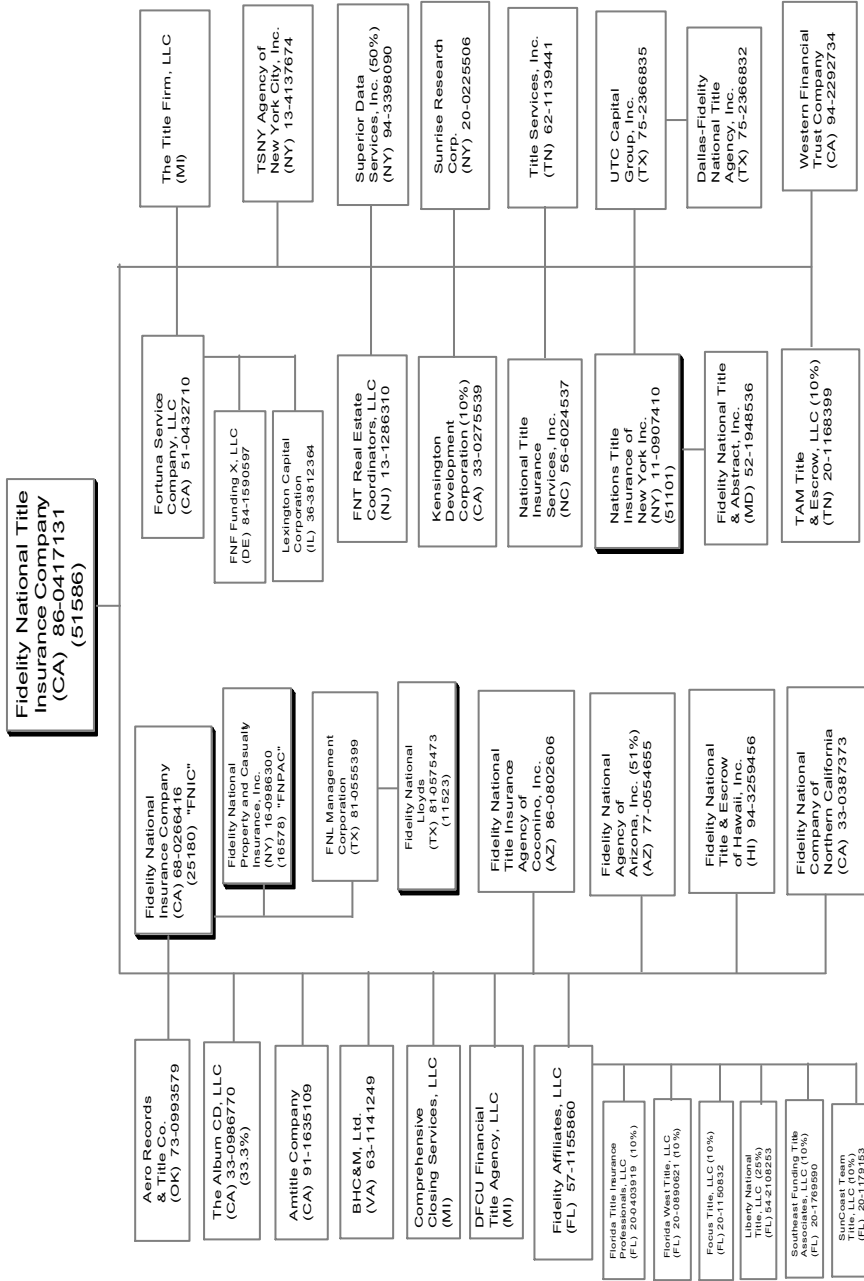 Fidelity National Title
Insurance Company
(CA) 86-0417131
(51586)
Aero Records
& Title Co.
(OK) 73-0993579
The Album CD, LLC
(CA) 33-0986770
(33.3%)
Amtitle Company
(CA) 91-1635109
BHC&M, Ltd.
(VA) 63-1141249
Comprehensive
Closing Services, LLC
(MI)
DFCU Financial
Title Agency, LLC
(MI)
Fidelity Affiliates, LLC
(FL) 57-1155860
Florida Title Insurance
Professionals, LLC
(FL) 20-0403919 (10%)
Florida West Title, LLC
(FL) 20-0890621 (10%)
Focus Title, LLC (10%)
(FL) 20-1150832
Liberty National
Title, LLC (25%)
(FL) 54-2108253
Southeast Funding Title
Associates, LLC (10%)
(FL) 20-1769590
SunCoast Team
Title, LLC (10%)
(FL) 20-1179153
Fidelity National
Insurance Company
(CA) 68-0266416
(25180) "FNIC"
Fidelity National
Property and Casualty
Insurance, Inc.
(NY) 16-0986300
(16578) "FNPAC"
FNL Management
Corporation
(TX) 81-0555399
Fidelity National
Lloyds
(TX) 81-0575473
(11523)
Fidelity National
Title Insurance
Agency of
Coconino, Inc.
(AZ) 86-0802606
Fidelity National
Agency of
Arizona, Inc. (51%)
(AZ) 77-0554655
Fidelity National
Title & Escrow
of Hawaii, Inc.
(HI) 94-3259456
Fidelity National
Company of
Northern California
(CA) 33-0387373
Fortuna Service
Company, LLC
(CA) 51-0432710
FNF Funding X, LLC
(DE) 84-1590597
Lexington Capital
Corporation
(IL) 36-3812364
FNT Real Estate
Coordinators, LLC
(NJ) 13-1286310
Kensington
Development
Corporation (10%)
(CA) 33-0275539
National Title
Insurance
Services, Inc.
(NC) 56-6024537
Nations Title
Insurance of
New York Inc.
(NY) 11-0907410
(51101)
Fidelity National Title
& Abstract, Inc.
(MD) 52-1948536
TAM Title
& Escrow, LLC (10%)
(TN) 20-1168399
The Title Firm, LLC
(MI)
TSNY Agency of
New York City, Inc.
(NY) 13-4137674
Superior Data
Services, Inc. (50%)
(NY) 94-3398090
Sunrise Research
Corp.
(NY) 20-0225506
Title Services, Inc.
(TN) 62-1139441
UTC Capital
Group, Inc.
(TX) 75-2366835
Dallas-Fidelity
National Title
Agency, Inc.
(TX) 75-2366832
Western Financial
Trust Company
(CA) 94-2292734